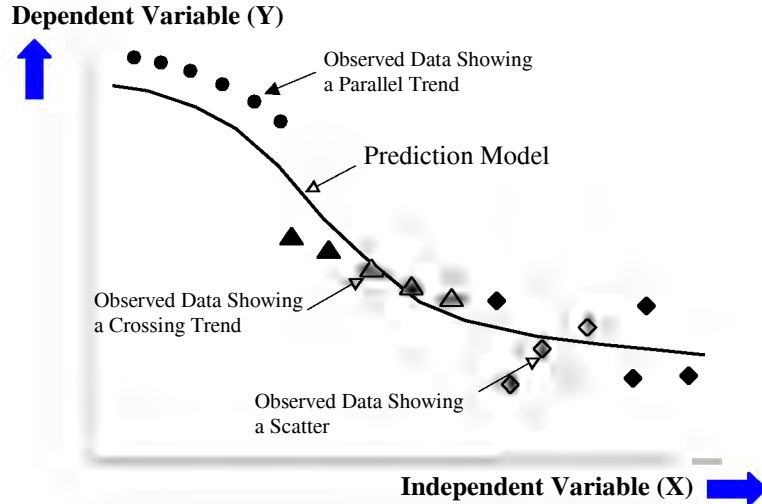 Dependent Variable (Y)
Observed Data Showing
a Parallel Trend
Prediction Model
Observed Data Showing
a Crossing Trend
Observed Data Showing
a Scatter
Independent Variable (X)